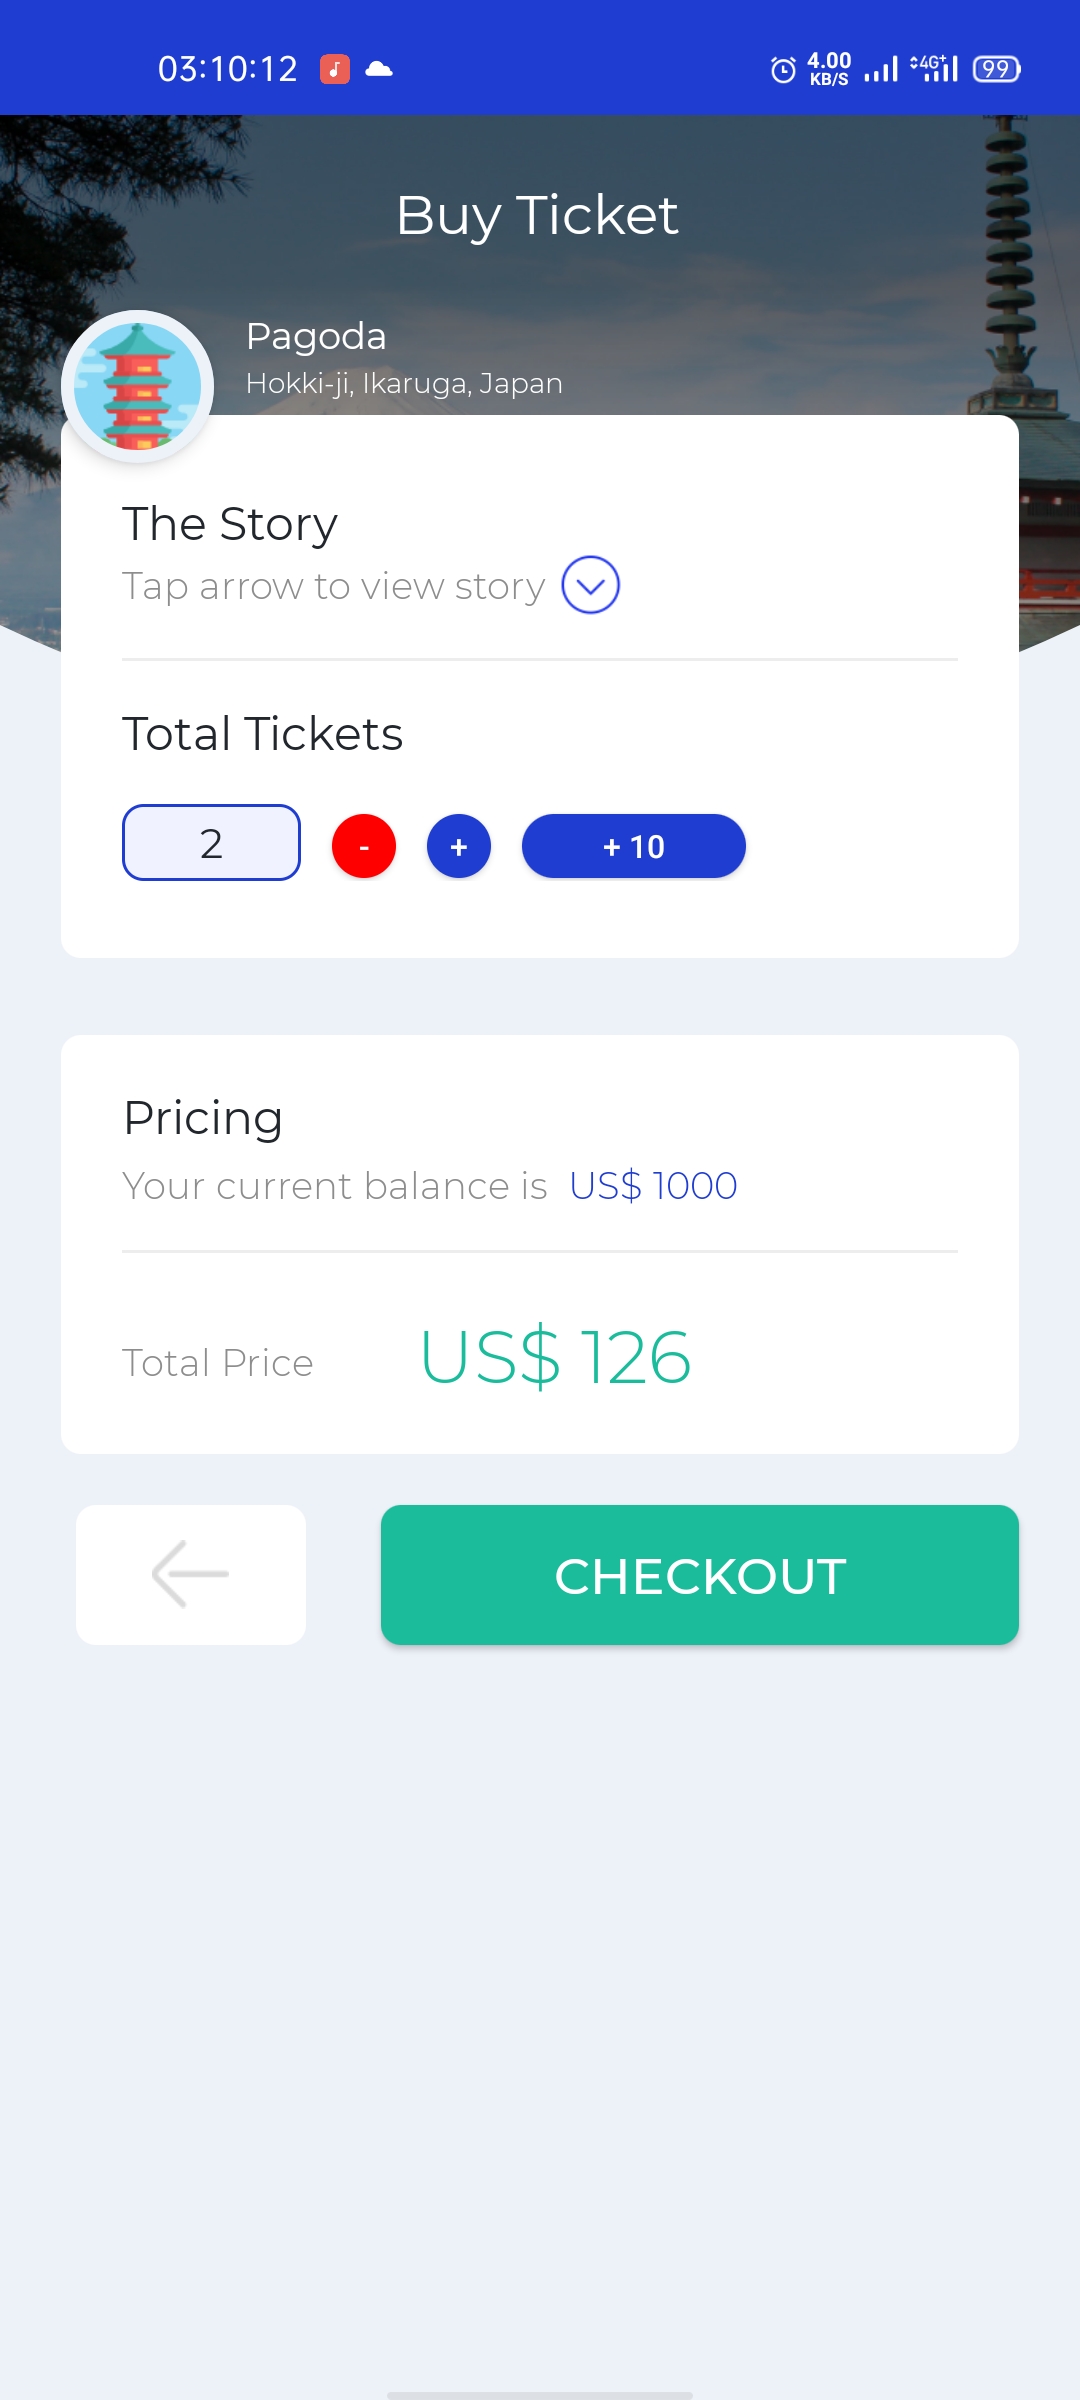 03:10:12 4.00 KB/S 4G+ 99
Buy Ticket
Pagoda
Hokki-ji, Ikaruga, Japan
The Story
Tap arrow to view story
Total Tickets
2 - + + 10
Pricing
Your current balance is US$ 1000
Total Price US$ 126
CHECKOUT